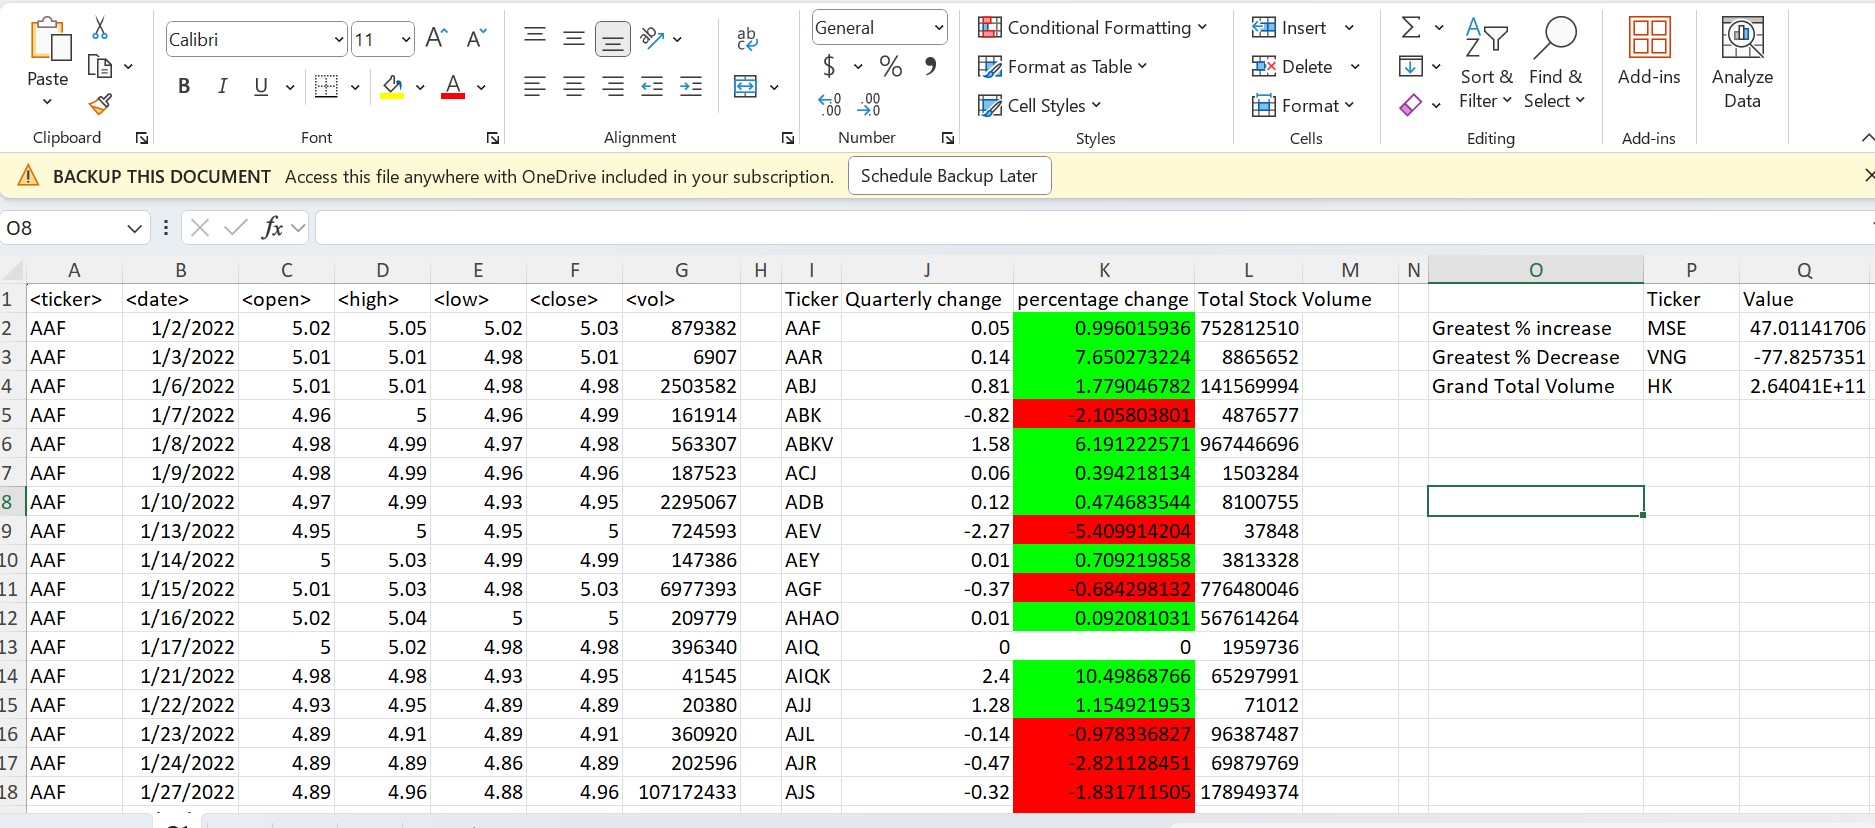 Paste
Calibri
11
A A
ab
General
Conditional Formatting
Insert
Sort &
Filter
Find &
Select
Add-ins
Analyze
Data
B I U
A
$ %
Format as Table
Delete
Cell Styles
Format
Clipboard
Font
Alignment
Number
Styles
Cells
Editing
Add-ins
BACKUP THIS DOCUMENT Access this file anywhere with OneDrive included in your subscription. Schedule Backup Later
O8 fx
A B C D E F G H I J K L M N O P Q
1 <ticker> <date> <open> <high> <low> <close> <vol> Ticker Quarterly change percentage change Total Stock Volume Ticker Value
2 AAF 1/2/2022 5.02 5.05 5.02 5.03 879382 AAF 0.05 0.996015936 752812510 Greatest % increase MSE 47.01141706
3 AAF 1/3/2022 5.01 5.01 4.98 5.01 6907 AAR 0.14 7.650273224 8865652 Greatest % Decrease VNG -77.8257351
4 AAF 1/6/2022 5.01 5.01 4.98 4.98 2503582 ABJ 0.81 1.779046782 141569994 Grand Total Volume HK 2.64041E+11
5 AAF 1/7/2022 4.96 5 4.96 4.99 161914 ABK -0.82 -2.105803801 4876577
6 AAF 1/8/2022 4.98 4.99 4.97 4.98 563307 ABKV 1.58 6.191222571 967446696
7 AAF 1/9/2022 4.98 4.99 4.96 4.96 187523 ACJ 0.06 0.394218134 1503284
8 AAF 1/10/2022 4.97 4.99 4.93 4.95 2295067 ADB 0.12 0.474683544 8100755
9 AAF 1/13/2022 4.95 5 4.95 5 724593 AEV -2.27 -5.409914204 37848
10 AAF 1/14/2022 5 5.03 4.99 4.99 147386 AEY 0.01 0.709219858 3813328
11 AAF 1/15/2022 5.01 5.03 4.98 5.03 6977393 AGF -0.37 -0.684298132 776480046
12 AAF 1/16/2022 5.02 5.04 5 5 209779 AHAO 0.01 0.092081031 567614264
13 AAF 1/17/2022 5 5.02 4.98 4.98 396340 AIQ 0 0 1959736
14 AAF 1/21/2022 4.98 4.98 4.93 4.95 41545 AIQK 2.4 10.49868766 65297991
15 AAF 1/22/2022 4.93 4.95 4.89 4.89 20380 AJJ 1.28 1.154921953 71012
16 AAF 1/23/2022 4.89 4.91 4.89 4.91 360920 AJL -0.14 -0.978336827 96387487
17 AAF 1/24/2022 4.89 4.89 4.86 4.89 202596 AJR -0.47 -2.821128451 69879769
18 AAF 1/27/2022 4.89 4.96 4.88 4.96 107172433 AJS -0.32 -1.831711505 178949374